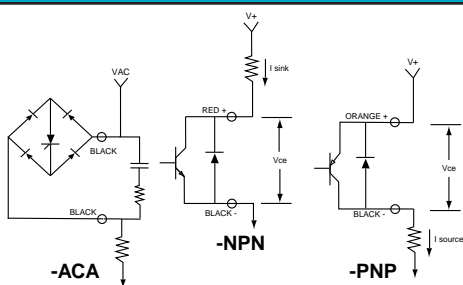 VAC
BLACK
BLACK
-ACA
V+
I sink
RED +
Vce
BLACK -
-NPN
V+
ORANGE +
Vce
BLACK -
I source
-PNP